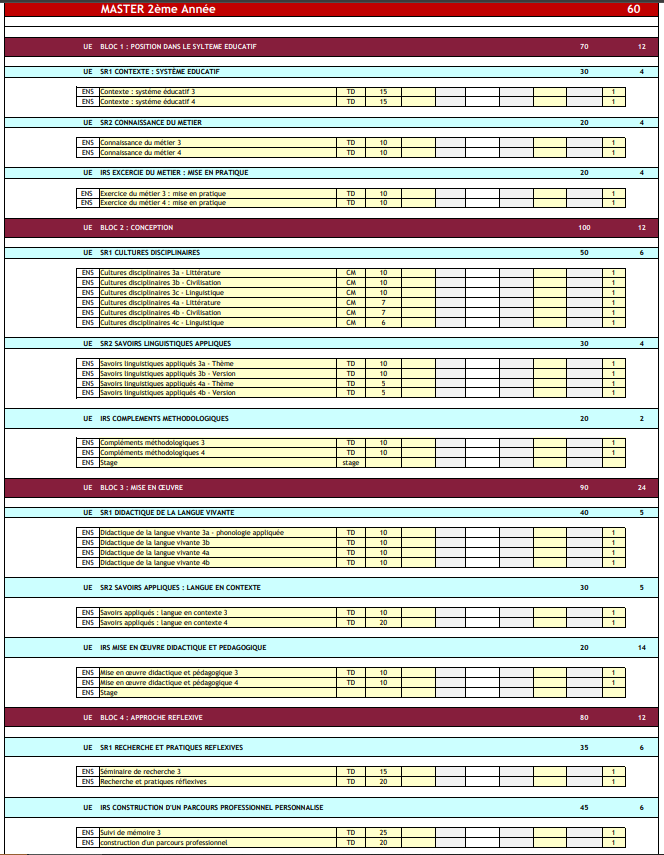 MASTER 2ème Année 60
UE BLOC 1 : POSITION DANS LE SYLTEME EDUCATIF 70 12
UE SR1 CONTEXTE : SYSTÈME EDUCATIF 30 4
ENS Contexte : système éducatif 3 TD 15 1
ENS Contexte : système éducatif 4 TD 15 1
UE SR2 CONNAISSANCE DU METIER 20 4
ENS Connaissance du métier 3 TD 10 1
ENS Connaissance du métier 4 TD 10 1
UE IRS EXCERCIE DU METIER : MISE EN PRATIQUE 20 4
ENS Exercice du métier 3 : mise en pratique TD 10 1
ENS Exercice du métier 4 : mise en pratique TD 10 1
UE BLOC 2 : CONCEPTION 100 12
UE SR1 CULTURES DISCIPLINAIRES 50 6
ENS Cultures disciplinaires 3a - Littérature CM 10 1
ENS Cultures disciplinaires 3b - Civilisation CM 10 1
ENS Cultures disciplinaires 3c - Linguistique CM 10 1
ENS Cultures disciplinaires 4a - Littérature CM 7 1
ENS Cultures disciplinaires 4b - Civilisation CM 7 1
ENS Cultures disciplinaires 4c - Linguistique CM 6 1
UE SR2 SAVOIRS LINGUISTIQUES APPLIQUES 30 4
ENS Savoirs linguistiques appliqués 3a - Thème TD 10 1
ENS Savoirs linguistiques appliqués 3b - Version TD 10 1
ENS Savoirs linguistiques appliqués 4a - Thème TD 5 1
ENS Savoirs linguistiques appliqués 4b - Version TD 5 1
UE IRS COMPLEMENTS METHODOLOGIQUES 20 2
ENS Compléments méthodologiques 3 TD 10 1
ENS Compléments méthodologiques 4 TD 10 1
ENS Stage stage 1
UE BLOC 3 : MISE EN ŒUVRE 90 24
UE SR1 DIDACTIQUE DE LA LANGUE VIVANTE 40 5
ENS Didactique de la langue vivante 3a - phonologie appliquée TD 10 1
ENS Didactique de la langue vivante 3b TD 10 1
ENS Didactique de la langue vivante 4a TD 10 1
ENS Didactique de la langue vivante 4b TD 10 1
UE SR2 SAVOIRS APPLIQUES : LANGUE EN CONTEXTE 30 5
ENS Savoirs appliqués : langue en contexte 3 TD 10 1
ENS Savoirs appliqués : langue en contexte 4 TD 20 1
UE IRS MISE EN ŒUVRE DIDACTIQUE ET PEDAGOGIQUE 20 14
ENS Mise en œuvre didactique et pédagogique 3 TD 10 1
ENS Mise en œuvre didactique et pédagogique 4 TD 10 1
ENS Stage 1
UE BLOC 4 : APPROCHE REFLEXIVE 80 12
UE SR1 RECHERCHE ET PRATIQUES REFLEXIVES 35 6
ENS Séminaire de recherche 3 TD 15 1
ENS Recherche et pratiques réflexives TD 20 1
UE IRS CONSTRUCTION D'UN PARCOURS PROFESSIONNEL PERSONNALISE 45 6
ENS Suivi de mémoire 3 TD 25 1
ENS construction d'un parcours professionnel TD 20 1